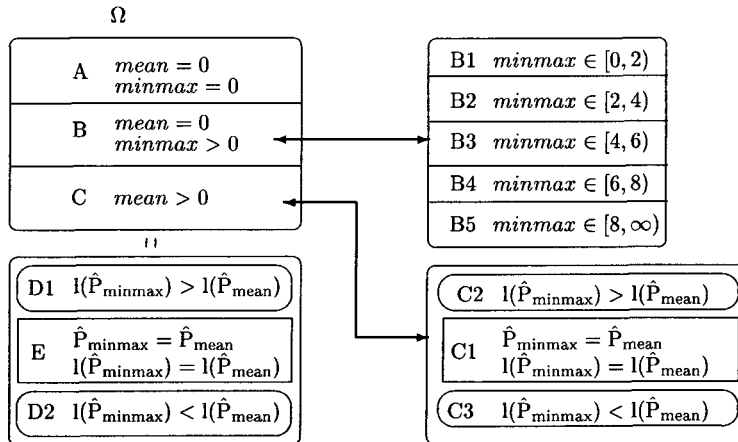 Ω
A mean = 0
minmax = 0
B mean = 0
minmax > 0
C mean > 0
=
D1 l(P̂minmax) > l(P̂mean)
E P̂minmax = P̂mean
l(P̂minmax) = l(P̂mean)
D2 l(P̂minmax) < l(P̂mean)
B1 minmax ∈ [0, 2)
B2 minmax ∈ [2, 4)
B3 minmax ∈ [4, 6)
B4 minmax ∈ [6, 8)
B5 minmax ∈ [8, ∞)
C2 l(P̂minmax) > l(P̂mean)
C1 P̂minmax = P̂mean
l(P̂minmax) = l(P̂mean)
C3 l(P̂minmax) < l(P̂mean)